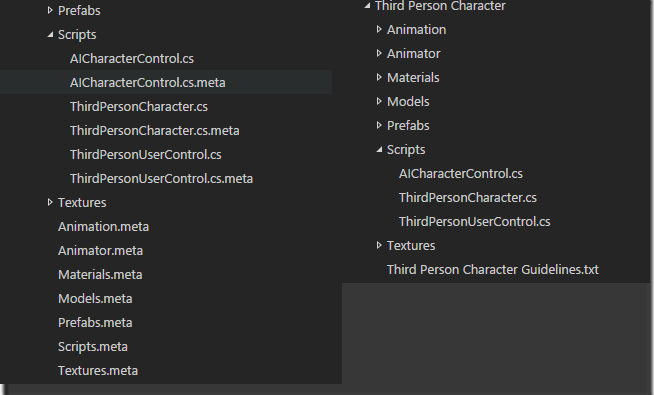 Prefabs
Scripts
AICharacterControl.cs
AICharacterControl.cs.meta
ThirdPersonCharacter.cs
ThirdPersonCharacter.cs.meta
ThirdPersonUserControl.cs
ThirdPersonUserControl.cs.meta
Textures
Animation.meta
Animator.meta
Materials.meta
Models.meta
Prefabs.meta
Scripts.meta
Textures.meta
Third Person Character
Animation
Animator
Materials
Models
Prefabs
Scripts
AICharacterControl.cs
ThirdPersonCharacter.cs
ThirdPersonUserControl.cs
Textures
Third Person Character Guidelines.txt